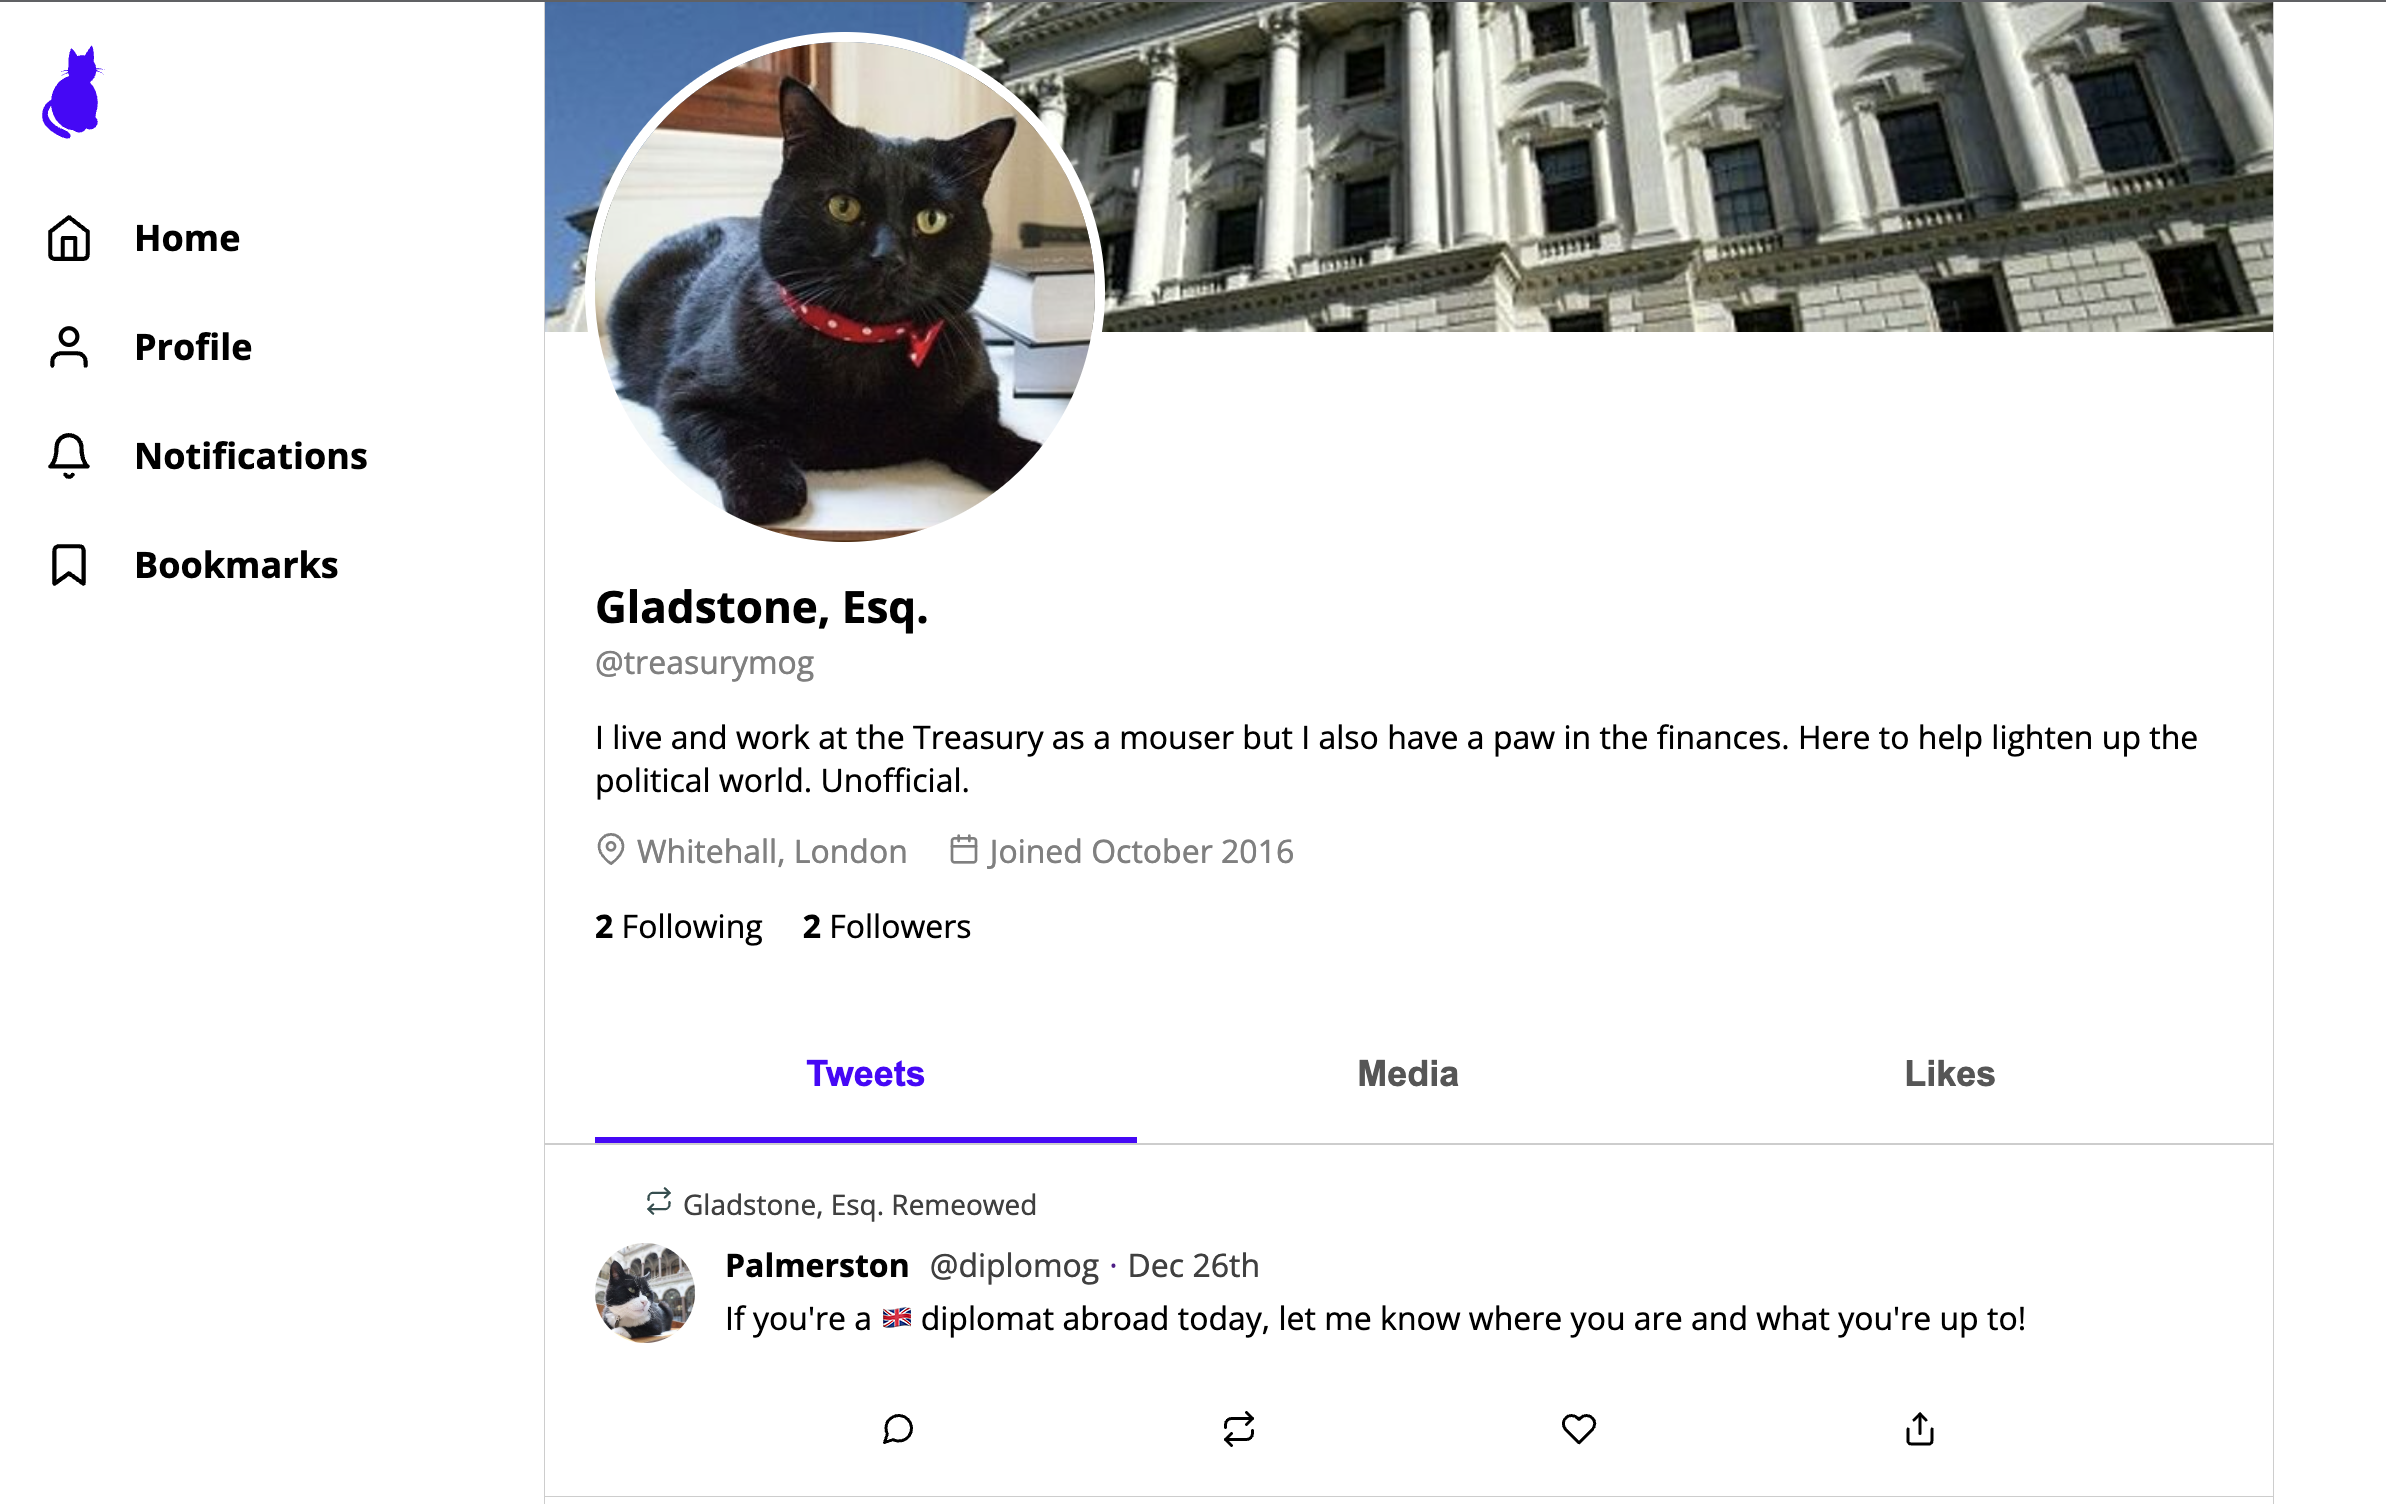 Home
Profile
Notifications
Bookmarks
Gladstone, Esq.
@treasurymog
I live and work at the Treasury as a mouser but I also have a paw in the finances. Here to help lighten up the
political world. Unofficial.
Whitehall, London Joined October 2016
2 Following 2 Followers
Tweets Media Likes
Gladstone, Esq. Remeowed
Palmerston @diplomog · Dec 26th
If you're a 🇬🇧 diplomat abroad today, let me know where you are and what you're up to!